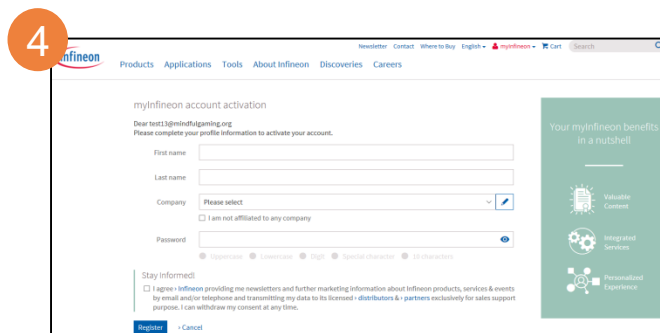 4
infineon
Newsletter Contact Where to Buy English myInfineon Cart Search
Products Applications Tools About Infineon Discoveries Careers
myInfineon account activation
Dear test13@mindfulgaming.org
Please complete your profile information to activate your account.
First name
Last name
Company Please select
I am not affiliated to any company
Password
Uppercase Lowercase Digit Special character 10 characters
Stay Informed!
I agree › Infineon providing me newsletters and further marketing information about Infineon products, services & events
by email and/or telephone and transmitting my data to its licensed › distributors & › partners exclusively for sales support
purpose. I can withdraw my consent at any time.
Register › Cancel
Your myInfineon benefits
in a nutshell
Valuable
Content
Integrated
Services
Personalized
Experience